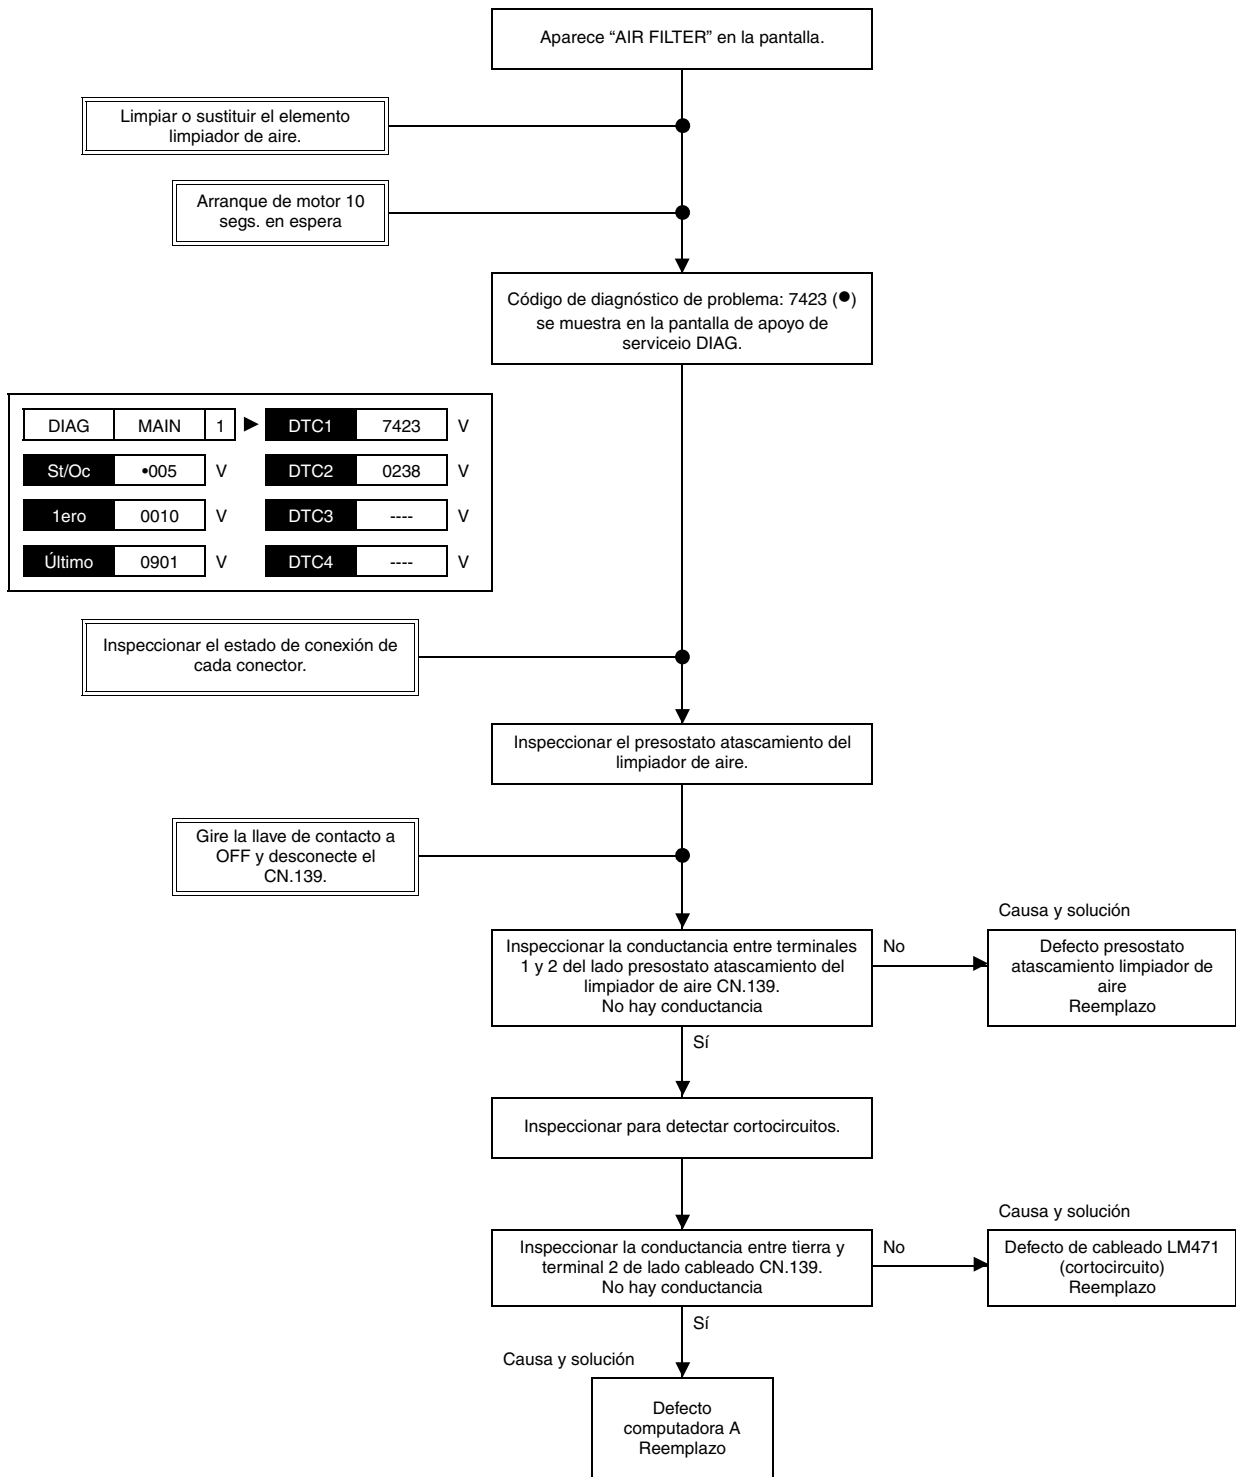 Aparece “AIR FILTER” en la pantalla.
Limpiar o sustituir el elemento
limpiador de aire.
Arranque de motor 10
segs. en espera
Código de diagnóstico de problema: 7423 (●)
se muestra en la pantalla de apoyo de
serviceio DIAG.
DIAG MAIN 1 ► DTC1 7423 V
St/Oc •005 V DTC2 0238 V
1ero 0010 V DTC3 ---- V
Último 0901 V DTC4 ---- V
Inspeccionar el estado de conexión de
cada conector.
Inspeccionar el presostato atascamiento del
limpiador de aire.
Gire la llave de contacto a
OFF y desconecte el
CN.139.
Inspeccionar la conductancia entre terminales
1 y 2 del lado presostato atascamiento del
limpiador de aire CN.139.
No hay conductancia
No
Causa y solución
Defecto presostato
atascamiento limpiador de
aire
Reemplazo
Sí
Inspeccionar para detectar cortocircuitos.
Inspeccionar la conductancia entre tierra y
terminal 2 de lado cableado CN.139.
No hay conductancia
No
Causa y solución
Defecto de cableado LM471
(cortocircuito)
Reemplazo
Sí
Causa y solución
Defecto
computadora A
Reemplazo